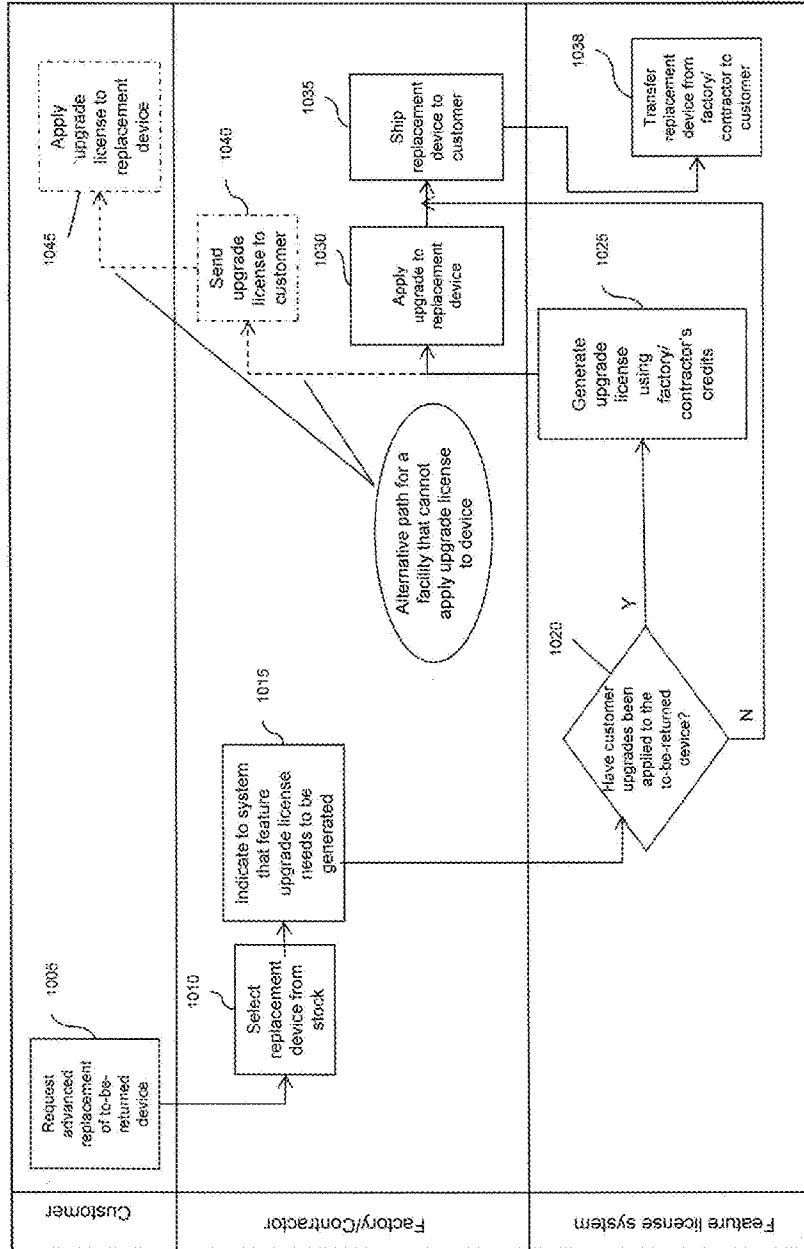 Customer
Request
advanced
replacement
of to-be-
returned
device
1005
Apply
upgrade
license to
replacement
device
1045
Factory/Contractor
Select
replacement
device from
stock
1010
Indicate to system
that feature
upgrade license
needs to be
generated
1015
Alternative path for a
facility that cannot
apply upgrade license
to device
Send
upgrade
license to
customer
1040
Apply
upgrade to
replacement
device
1030
Ship
replacement
device to
customer
1035
Feature license system
Have customer
upgrades been
applied to the
to-be-returned
device?
1020
Y
N
Generate
upgrade
license
using
factory/
contractor's
credits
1025
Transfer
replacement
device from
factory/
contractor to
customer
1038